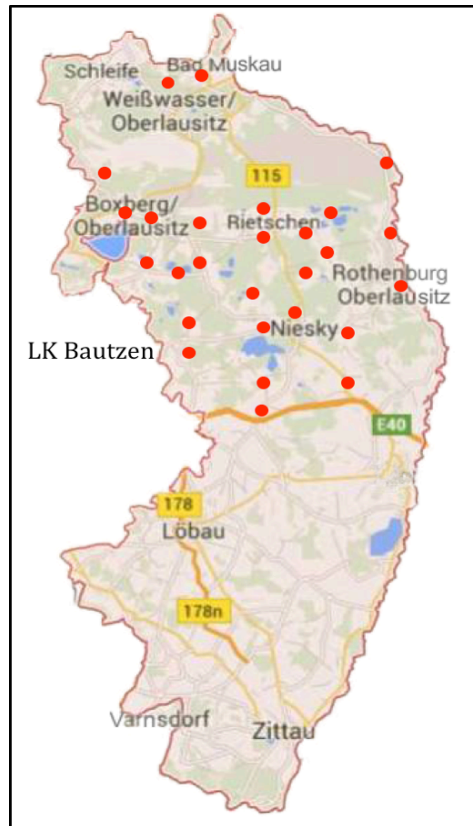 Schleife
Bad Muskau
Weißwasser/
Oberlausitz
115
Boxberg/
Oberlausitz
Rietschen
Rothenburg
Oberlausitz
Niesky
LK Bautzen
E40
178
Löbau
178n
Varnsdorf
Zittau